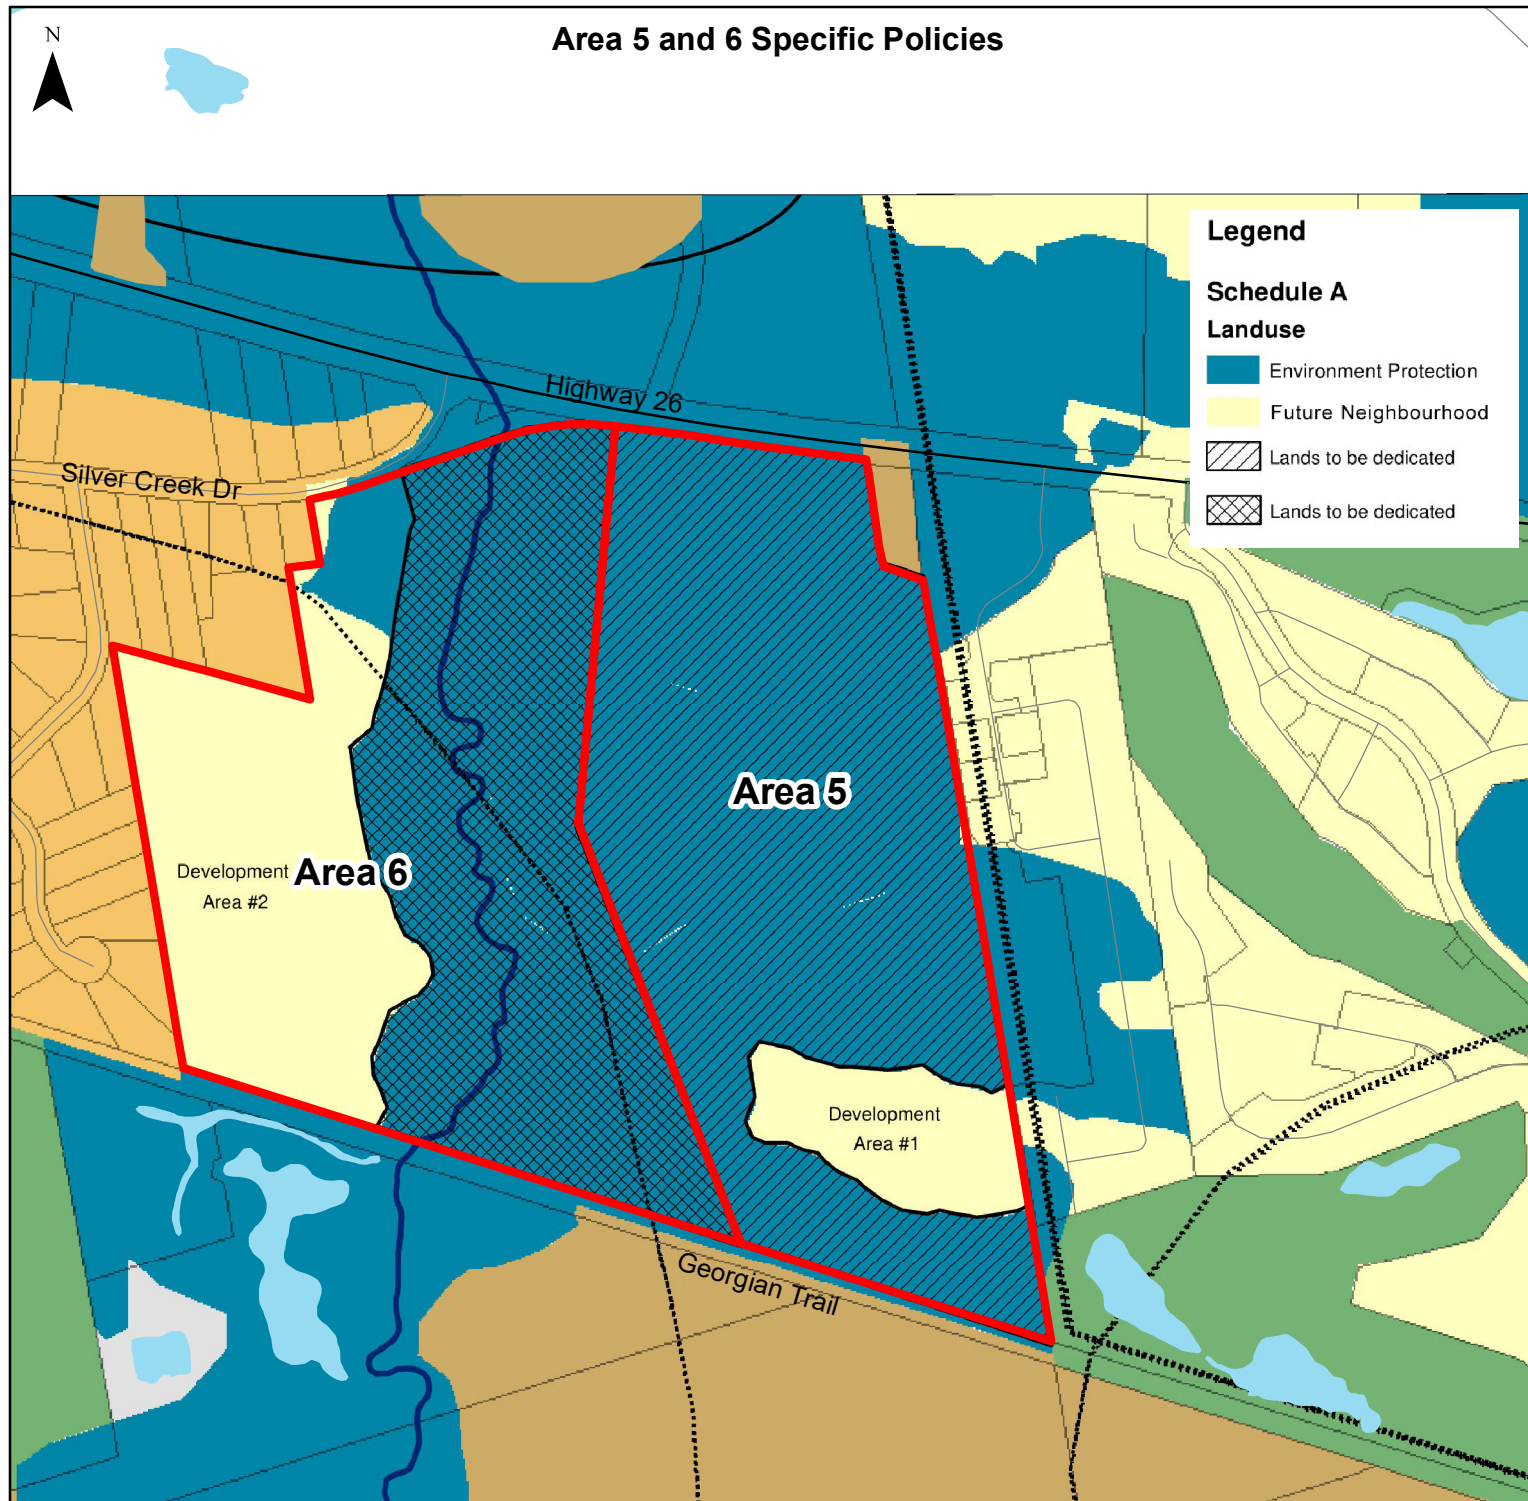 Area 5 and 6 Specific Policies
N
Legend
Schedule A
Landuse
Environment Protection
Future Neighbourhood
Lands to be dedicated
Lands to be dedicated
Highway 26
Silver Creek Dr
Area 5
Development
Area #2
Area 6
Development
Area #1
Georgian Trail